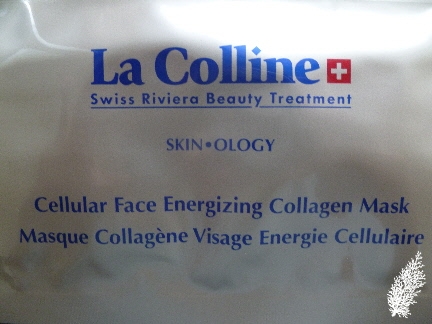 La Colline
Swiss Riviera Beauty Treatment
SKIN•OLOGY
Cellular Face Energizing Collagen Mask
Masque Collagène Visage Energie Cellulaire